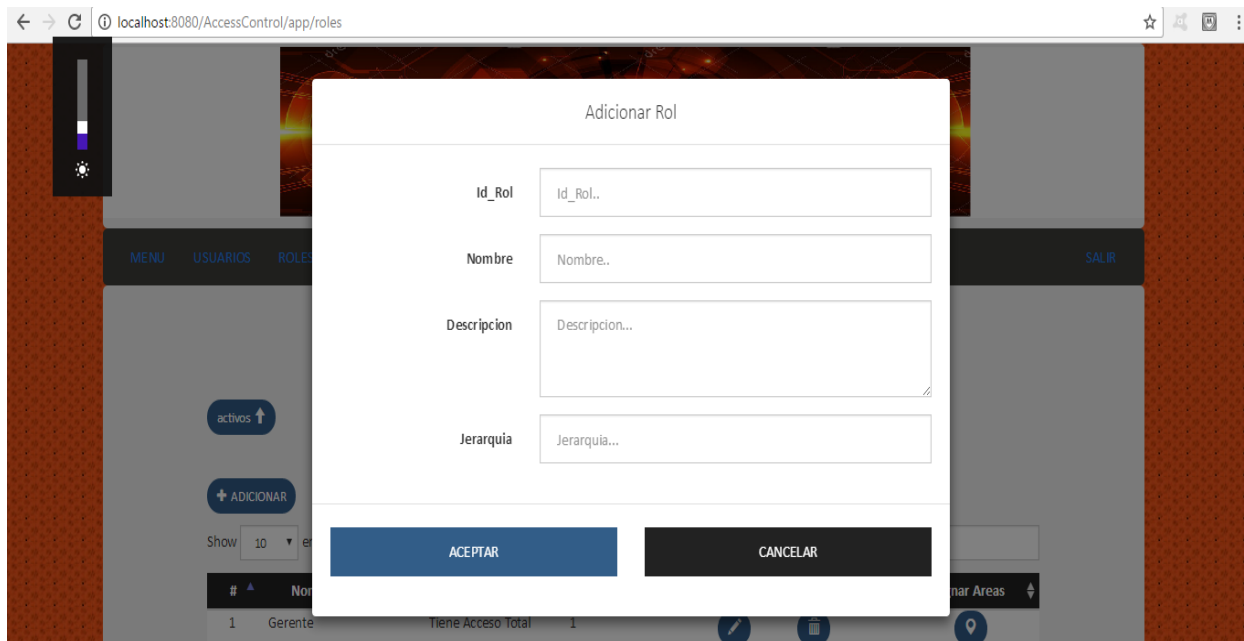 localhost:8080/AccessControl/app/roles
Adicionar Rol
Id_Rol
Id_Rol..
MENU USUARIOS ROLES SALIR
Nombre
Nombre..
Descripcion
Descripcion...
activos
Jerarquia
Jerarquia...
ADICIONAR
Show 10
ACEPTAR CANCELAR
# Areas
1 Gerente Tiene Acceso Total 1